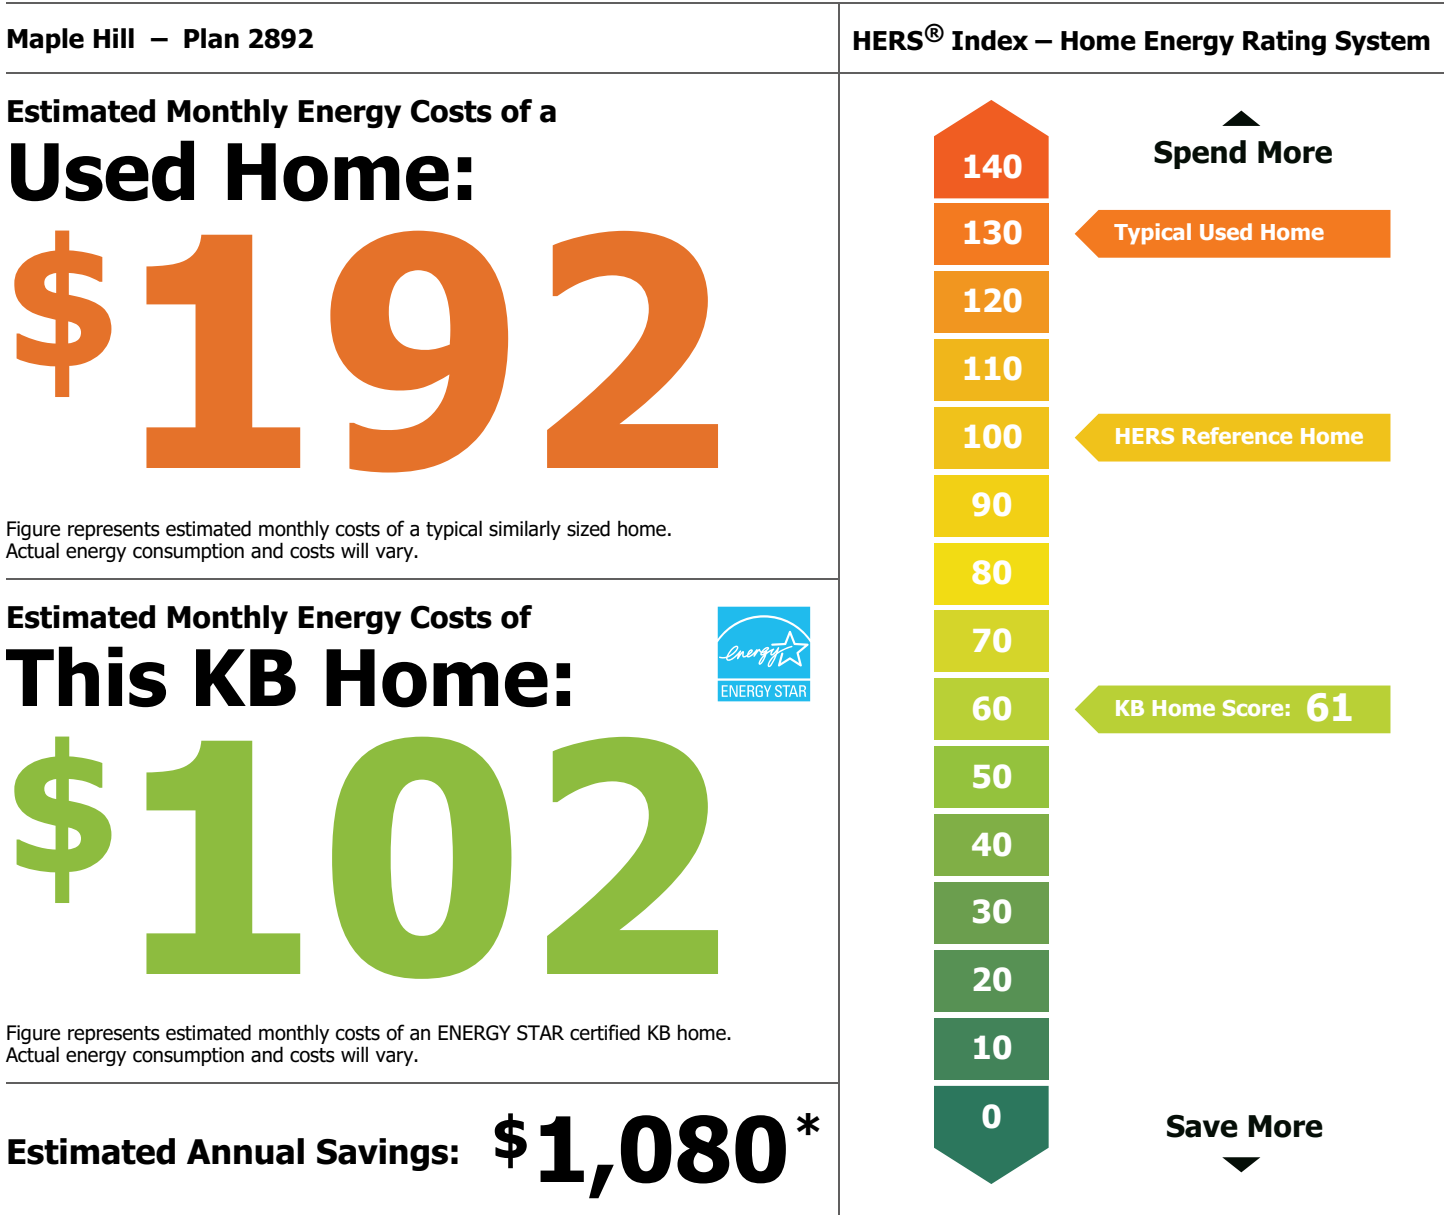 Maple Hill – Plan 2892
Estimated Monthly Energy Costs of a
Used Home:
$192
Figure represents estimated monthly costs of a typical similarly sized home.
Actual energy consumption and costs will vary.
Estimated Monthly Energy Costs of
This KB Home:
energy
ENERGY STAR
$102
Figure represents estimated monthly costs of an ENERGY STAR certified KB home.
Actual energy consumption and costs will vary.
Estimated Annual Savings: $1,080*
HERS® Index – Home Energy Rating System
Spend More
140
130
Typical Used Home
120
110
100
HERS Reference Home
90
80
70
60
KB Home Score: 61
50
40
30
20
10
0
Save More